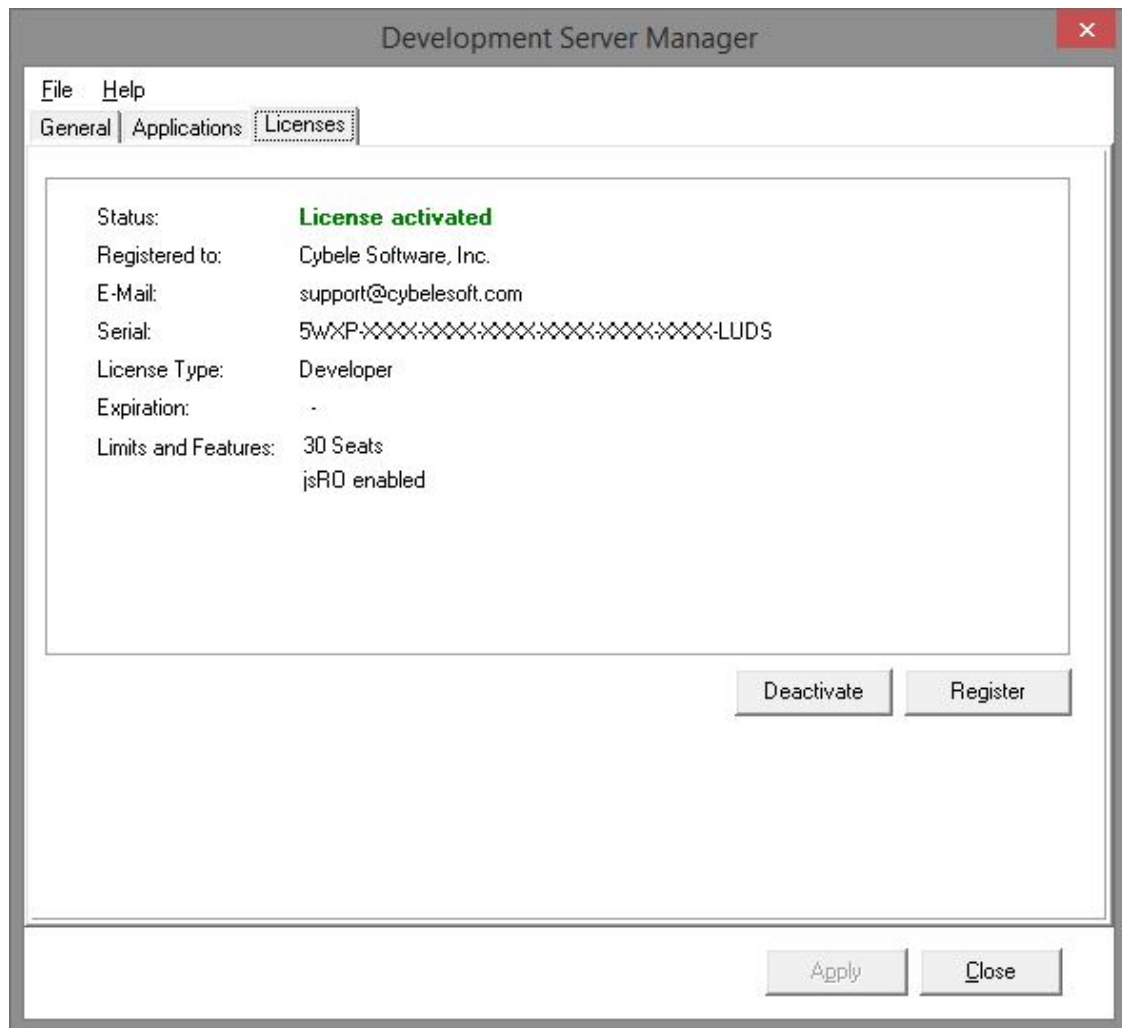 Development Server Manager
File Help
General Applications Licenses
Status: License activated
Registered to: Cybele Software, Inc.
E-Mail: support@cybelesoft.com
Serial: 5WXP-XXXX-XXXX-XXXX-XXXX-XXXX-XXXX-LUDS
License Type: Developer
Expiration: -
Limits and Features: 30 Seats
jsRO enabled
Deactivate Register
Apply Close